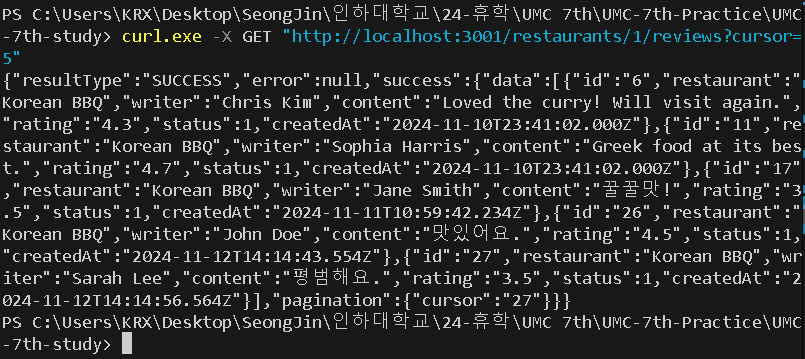 PS C:\Users\KRX\Desktop\SeongJin\인하대학교\24-휴학\UMC 7th\UMC-7th-Practice\UMC
-7th-study> curl.exe -X GET "http://localhost:3001/restaurants/1/reviews?cursor=
5"
{"resultType":"SUCCESS","error":null,"success":{"data":[{"id":"6","restaurant":"
Korean BBQ","writer":"Chris Kim","content":"Loved the curry! Will visit again.",
"rating":"4.3","status":1,"createdAt":"2024-11-10T23:41:02.000Z"},{"id":"11","re
staurant":"Korean BBQ","writer":"Sophia Harris","content":"Greek food at its bes
t.","rating":"4.7","status":1,"createdAt":"2024-11-10T23:41:02.000Z"},{"id":"17"
,"restaurant":"Korean BBQ","writer":"Jane Smith","content":"꿀꿀맛!","rating":"3
.5","status":1,"createdAt":"2024-11-11T10:59:42.234Z"},{"id":"26","restaurant":"
Korean BBQ","writer":"John Doe","content":"맛있어요.","rating":"4.5","status":1,
"createdAt":"2024-11-12T14:14:43.554Z"},{"id":"27","restaurant":"Korean BBQ","wr
iter":"Sarah Lee","content":"평범해요.","rating":"3.5","status":1,"createdAt":"2
024-11-12T14:14:56.564Z"}],"pagination":{"cursor":"27"}}}
PS C:\Users\KRX\Desktop\SeongJin\인하대학교\24-휴학\UMC 7th\UMC-7th-Practice\UMC
-7th-study>